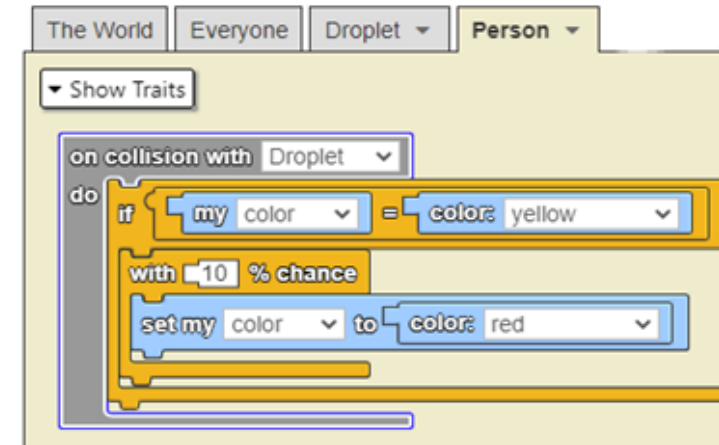 The World Everyone Droplet Person
Show Traits
on collision with Droplet
do
if my color = color: yellow
with 10 % chance
set my color to color: red